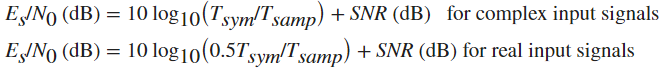 Es/N0 (dB) = 10 log10(Tsym/Tsamp) + SNR (dB) for complex input signals
Es/N0 (dB) = 10 log10(0.5Tsym/Tsamp) + SNR (dB) for real input signals